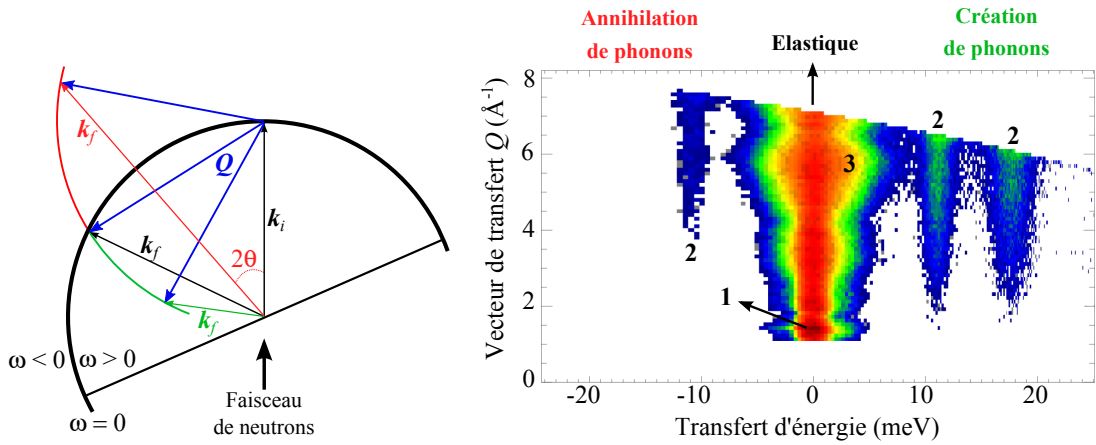 k_f
Q
k_f
k_i
2θ
k_f
ω < 0
ω > 0
ω = 0
Faisceau
de neutrons
Annihilation
de phonons
Elastique
Création
de phonons
Vecteur de transfert Q (Å⁻¹)
8
6
4
2
0
2
2
2
3
1
-20
-10
0
10
20
Transfert d'énergie (meV)